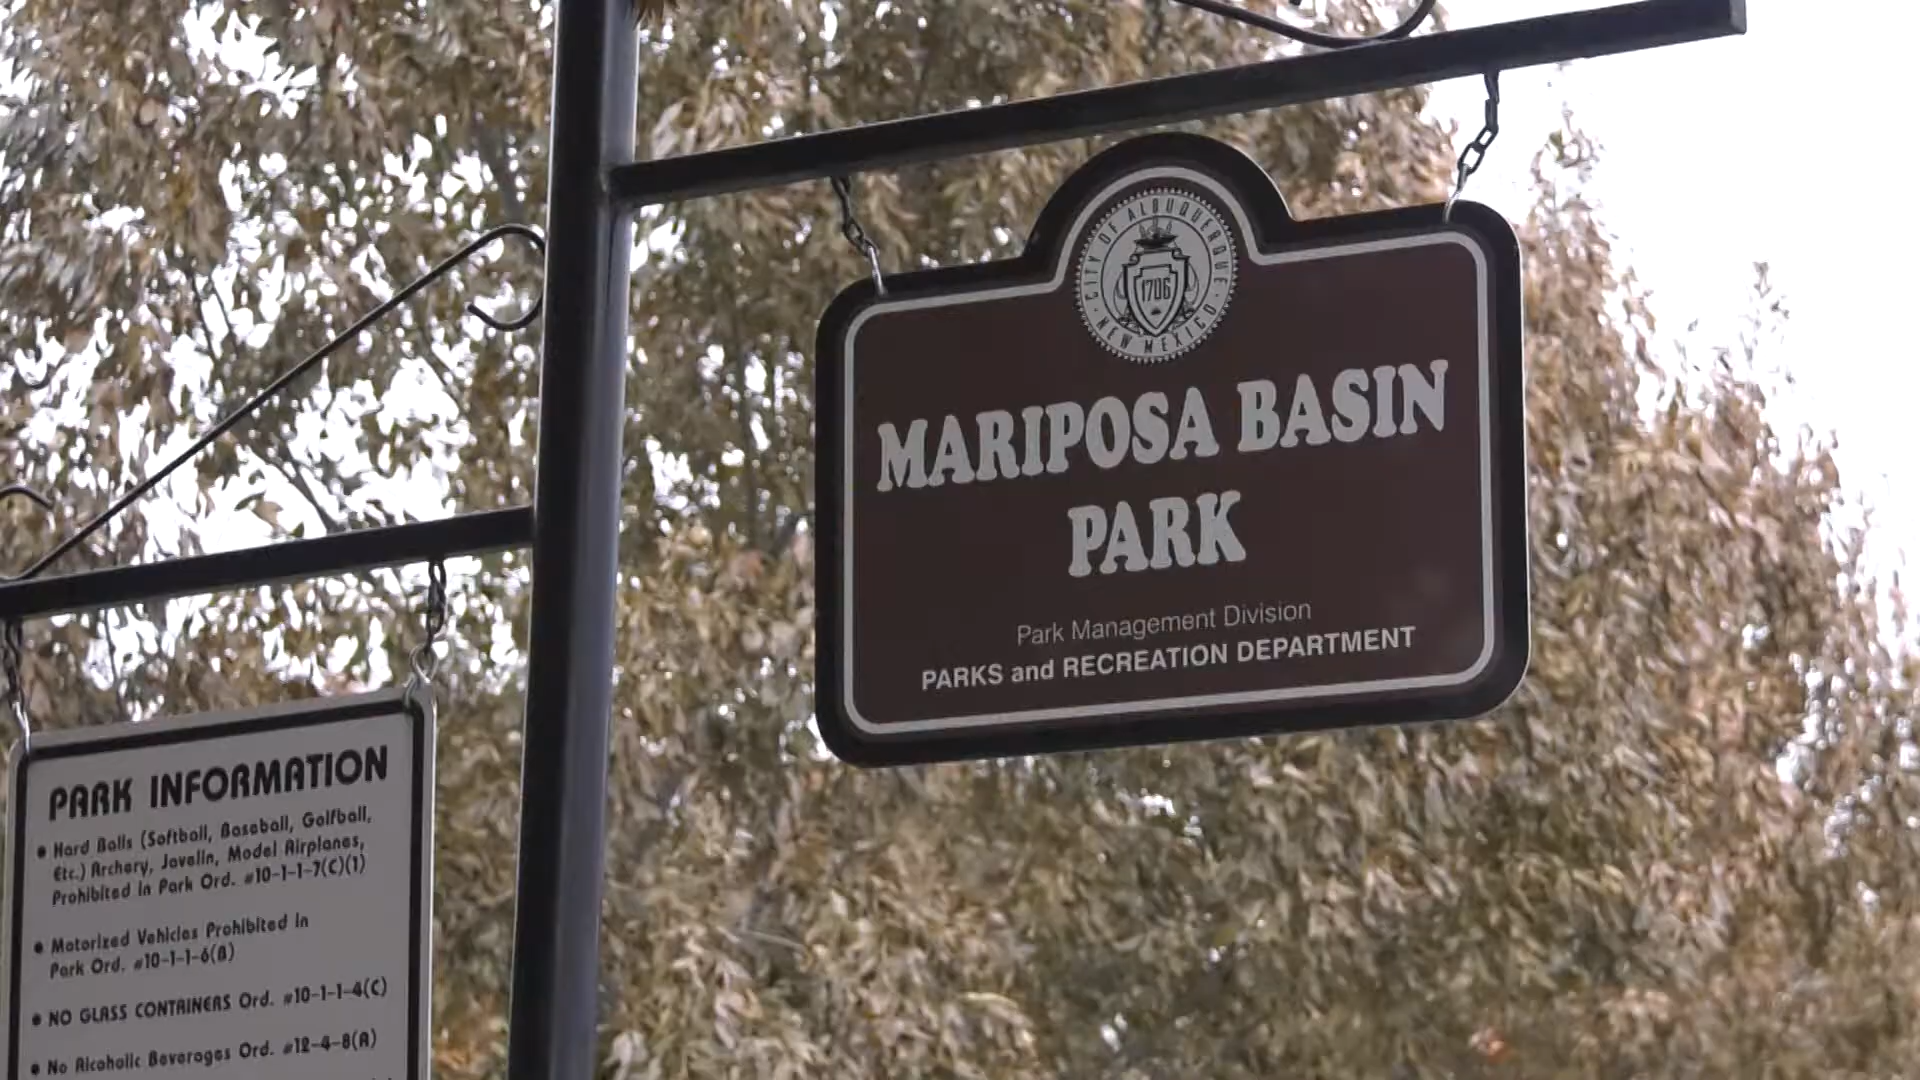 CITY OF ALBUQUERQUE
1706
NEW MEXICO
MARIPOSA BASIN
PARK
Park Management Division
PARKS and RECREATION DEPARTMENT
PARK INFORMATION
• Hard Balls (Softball, Baseball, Golfball,
Etc.) Archery, Javelin, Model Airplanes,
Prohibited in Park Ord. #10-1-1-7(C)(1)
• Motorized Vehicles Prohibited in
Park Ord. #10-1-1-6(A)
• NO GLASS CONTAINERS Ord. #10-1-1-4(C)
• No Alcoholic Beverages Ord. #12-4-8(A)